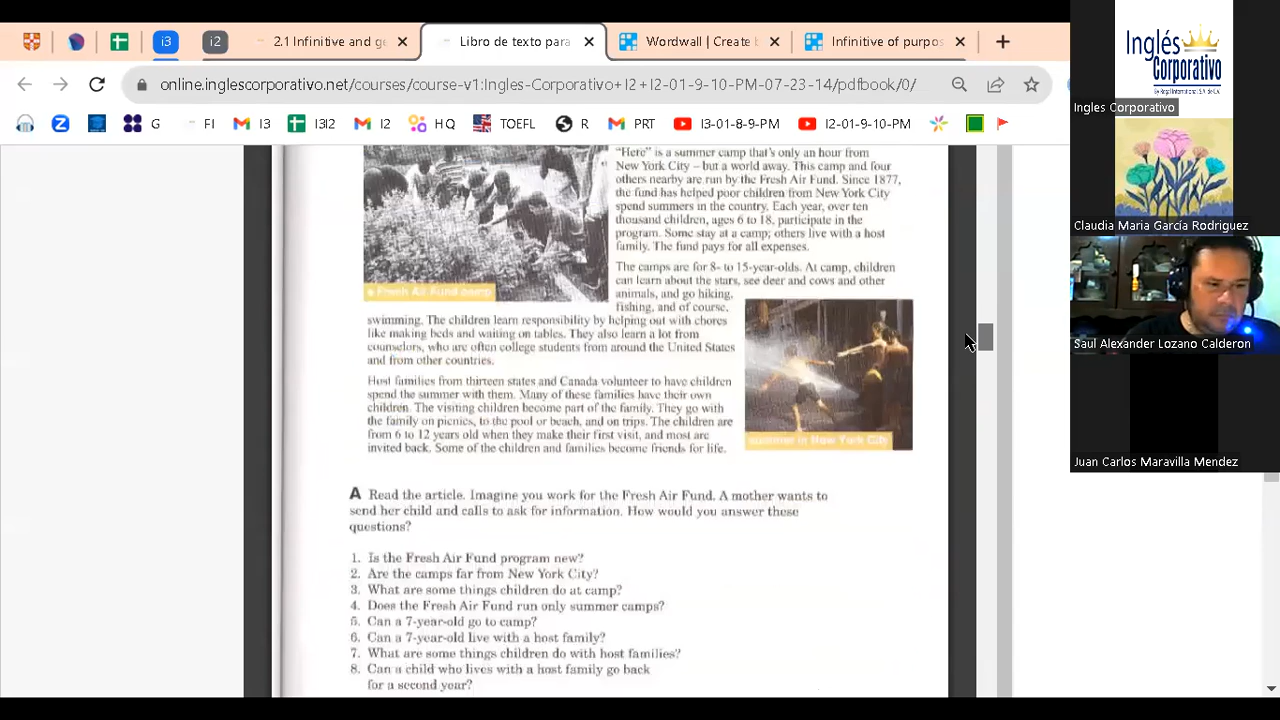 i3
i2
2.1 Infinitive and ge
Libro de texto para
Wordwall | Create b
Infinitive of purpos
online.inglescorporativo.net/courses/course-v1:Ingles-Corporativo+I2+I2-01-9-10-PM-07-23-14/pdfbook/0/
G
FI
I3
I3I2
I2
HQ
TOEFL
R
PRT
I3-01-8-9-PM
I2-01-9-10-PM
"Here" is a summer camp that's only an hour from
New York City – but a world away. This camp and four
others nearby are run by the Fresh Air Fund. Since 1877,
the fund has helped poor children from New York City
spend summers in the country. Each year, over ten
thousand children, ages 6 to 18, participate in the
program. Some stay at a camp; others live with a host
family. The fund pays for all expenses.
a Fresh Air Fund camp
The camps are for 8- to 15-year-olds. At camp, children
can learn about the stars, see deer and cows and other
animals, and go hiking,
fishing, and of course,
swimming. The children learn responsibility by helping out with chores
like making beds and waiting on tables. They also learn a lot from
counselors, who are often college students from around the United States
and from other countries.
Host families from thirteen states and Canada volunteer to have children
spend the summer with them. Many of these families have their own
children. The visiting children become part of the family. They go with
the family on picnics, to the pool or beach, and on trips. The children are
from 6 to 12 years old when they make their first visit, and most are
invited back. Some of the children and families become friends for life.
summer in New York City
A Read the article. Imagine you work for the Fresh Air Fund. A mother wants to
send her child and calls to ask for information. How would you answer these
questions?
1. Is the Fresh Air Fund program new?
2. Are the camps far from New York City?
3. What are some things children do at camp?
4. Does the Fresh Air Fund run only summer camps?
5. Can a 7-year-old go to camp?
6. Can a 7-year-old live with a host family?
7. What are some things children do with host families?
8. Can a child who lives with a host family go back
for a second year?
Inglés
Corporativo
Ingles Corporativo
Claudia Maria García Rodriguez
Saul Alexander Lozano Calderon
Juan Carlos Maravilla Mendez